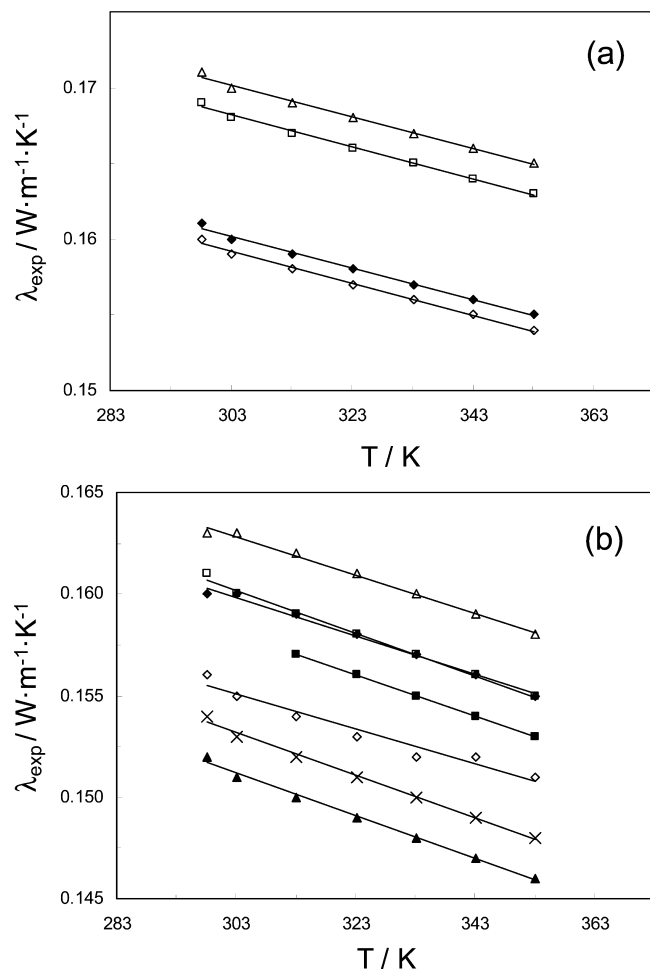 (a)
0.17
0.16
0.15
283 303 323 343 363
λexp / W·m-1·K-1
T / K
(b)
0.165
0.160
0.155
0.150
0.145
283 303 323 343 363
λexp / W·m-1·K-1
T / K